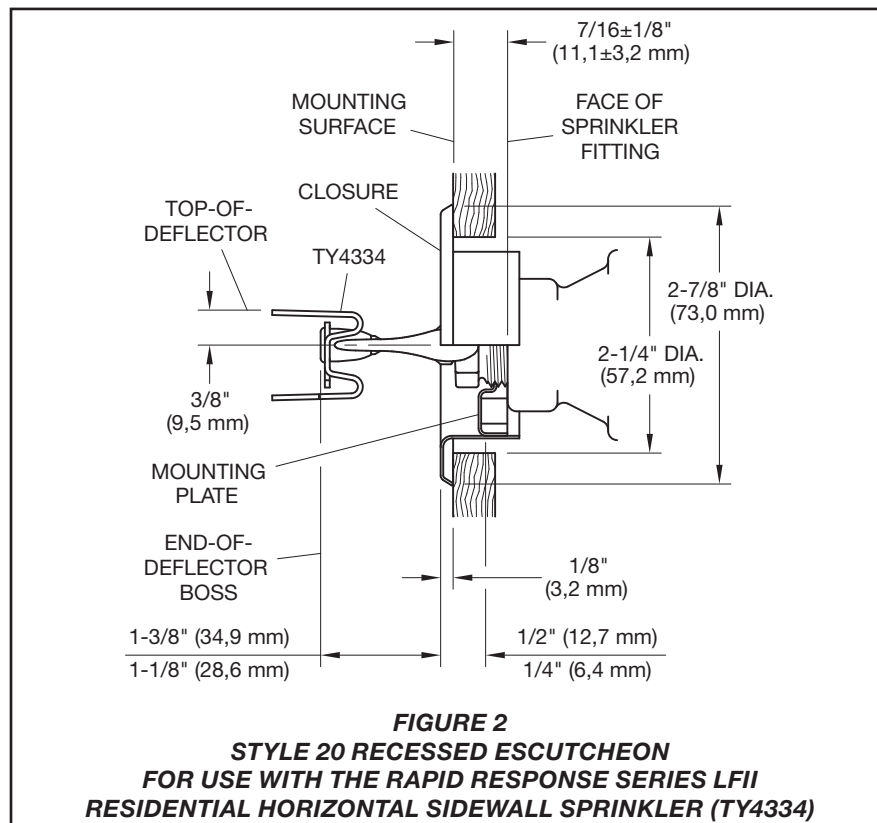 7/16±1/8"
(11,1±3,2 mm)
MOUNTING
SURFACE
FACE OF
SPRINKLER
FITTING
CLOSURE
TOP-OF-
DEFLECTOR
TY4334
2-7/8" DIA.
(73,0 mm)
2-1/4" DIA.
(57,2 mm)
3/8"
(9,5 mm)
MOUNTING
PLATE
END-OF-
DEFLECTOR
BOSS
1/8"
(3,2 mm)
1-3/8" (34,9 mm)
1-1/8" (28,6 mm)
1/2" (12,7 mm)
1/4" (6,4 mm)
FIGURE 2
STYLE 20 RECESSED ESCUTCHEON
FOR USE WITH THE RAPID RESPONSE SERIES LFII
RESIDENTIAL HORIZONTAL SIDEWALL SPRINKLER (TY4334)